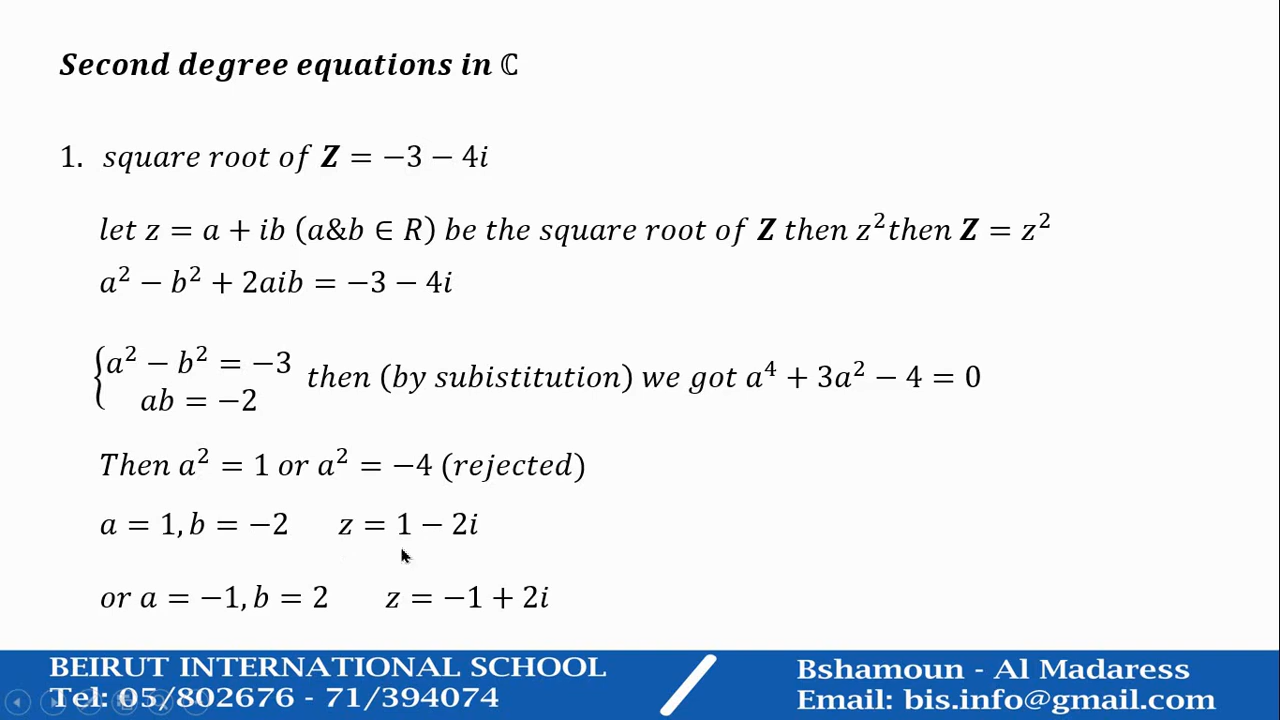 Second degree equations in ℂ
1. square root of Z = −3 − 4i
let z = a + ib (a&b ∈ R) be the square root of Z then z²then Z = z²
a² − b² + 2aib = −3 − 4i
{a² − b² = −3
ab = −2
then (by subistitution) we got a⁴ + 3a² − 4 = 0
Then a² = 1 or a² = −4 (rejected)
a = 1, b = −2 z = 1 − 2i
or a = −1, b = 2 z = −1 + 2i
BEIRUT INTERNATIONAL SCHOOL
Tel: 05/802676 - 71/394074
Bshamoun - Al Madaress
Email: bis.info@gmail.com